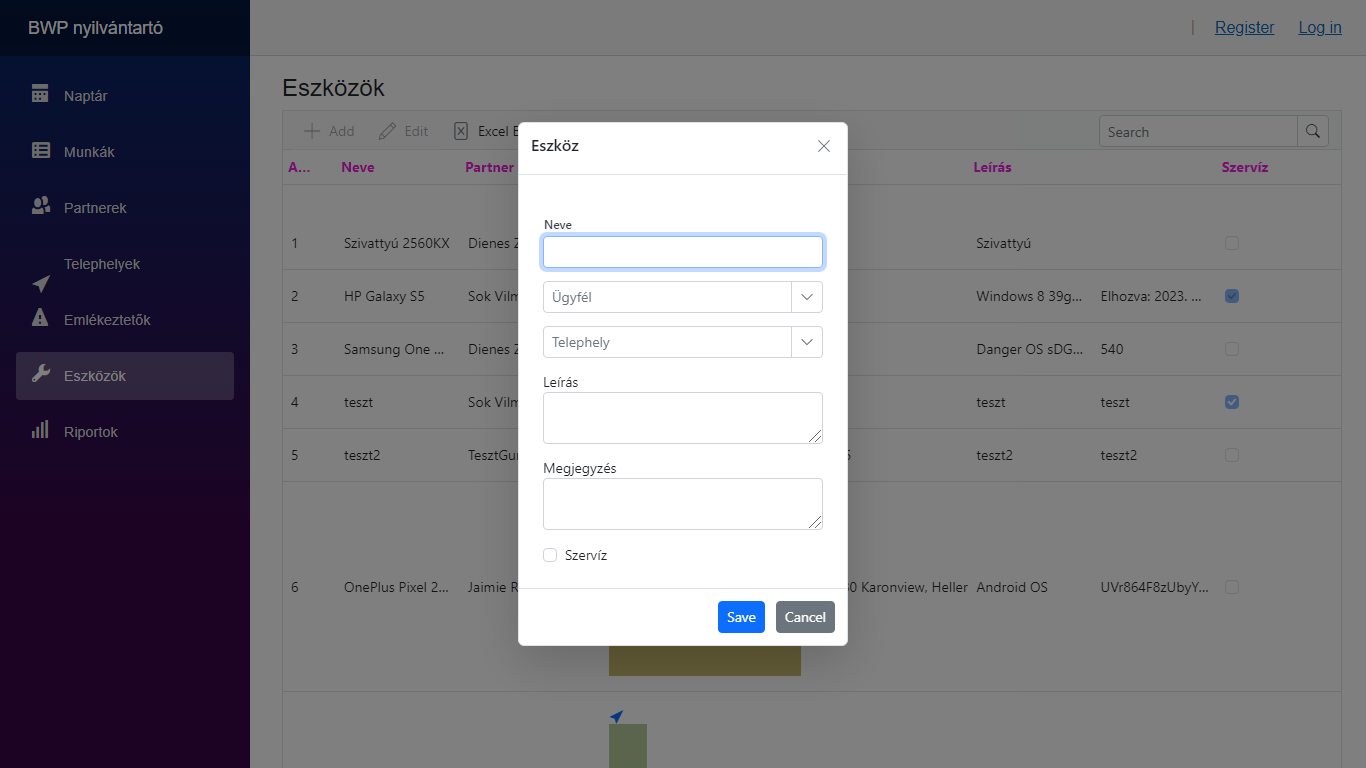 BWP nyilvántartó
| Register Log in
Naptár
Munkák
Partnerek
Telephelyek
Emlékeztetők
Eszközök
Riportok
Eszközök
Add Edit Excel E
Search
A... Neve Partner Leírás Szervíz
1 Szivattyú 2560KX Dienes Z Szivattyú
2 HP Galaxy S5 Sok Vilm Windows 8 39g... Elhozva: 2023. ...
3 Samsung One ... Dienes Z Danger OS sDG... 540
4 teszt Sok Vilm teszt teszt
5 teszt2 TesztGu teszt2 teszt2
6 OnePlus Pixel 2... Jaimie R 0 Karonview, Heller Android OS UVr864F8zUbyY...
Eszköz
Neve
Ügyfél
Telephely
Leírás
Megjegyzés
Szervíz
Save Cancel